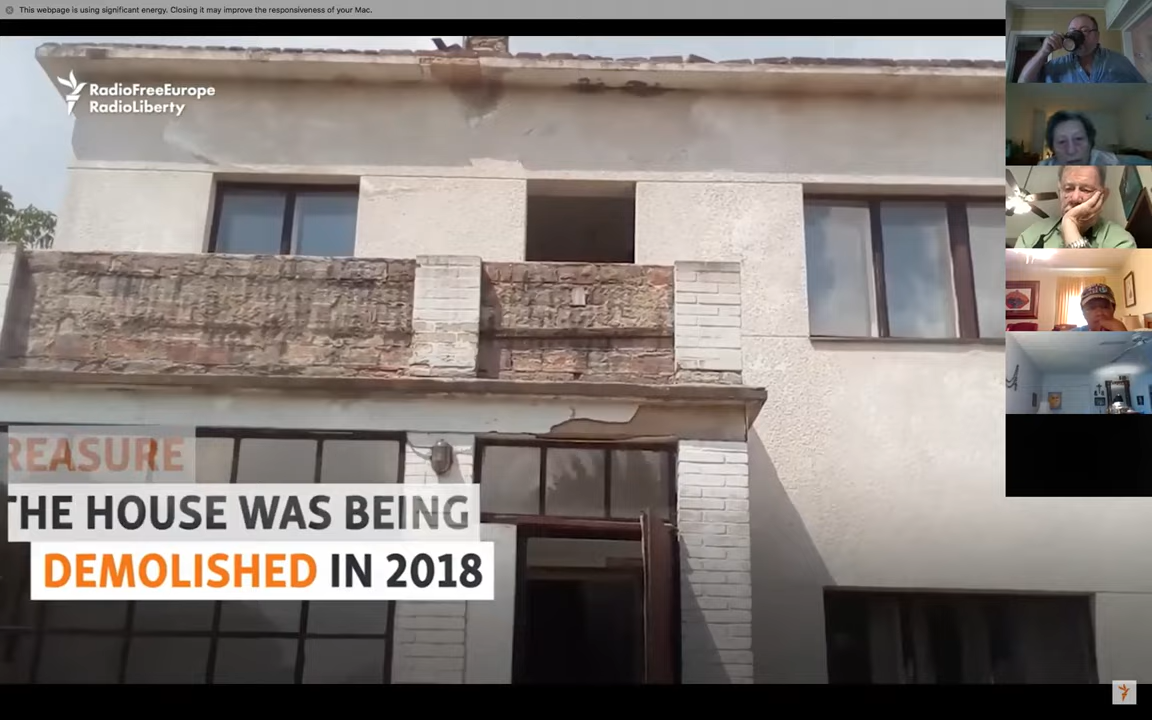 This webpage is using significant energy. Closing it may improve the responsiveness of your Mac.
RadioFreeEurope
RadioLiberty
REASURE
THE HOUSE WAS BEING
DEMOLISHED IN 2018